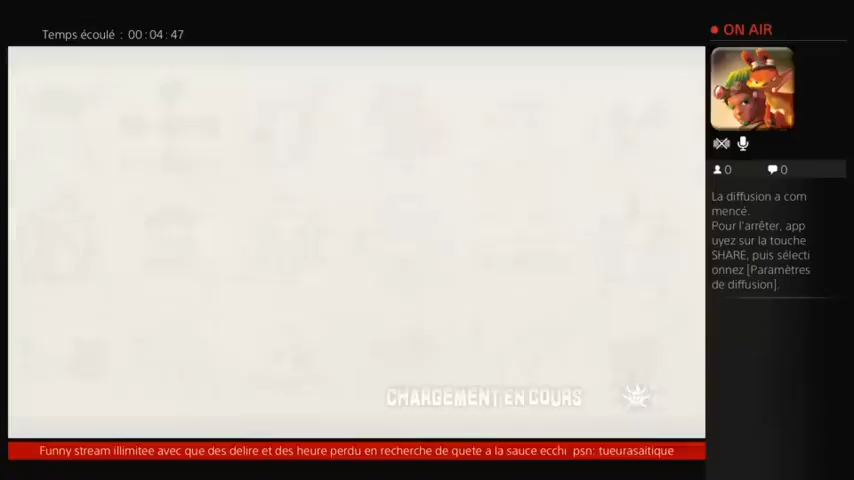 Temps écoulé : 00:04:47
ON AIR
0 0
La diffusion a com
mencé.
Pour l'arrêter, app
uyez sur la touche
SHARE, puis sélecti
onnez [Paramètres
de diffusion].
CHARGEMENT EN COURS
Funny stream illimitee avec que des delire et des heure perdu en recherche de quete a la sauce ecchi psn: tueurasaitique